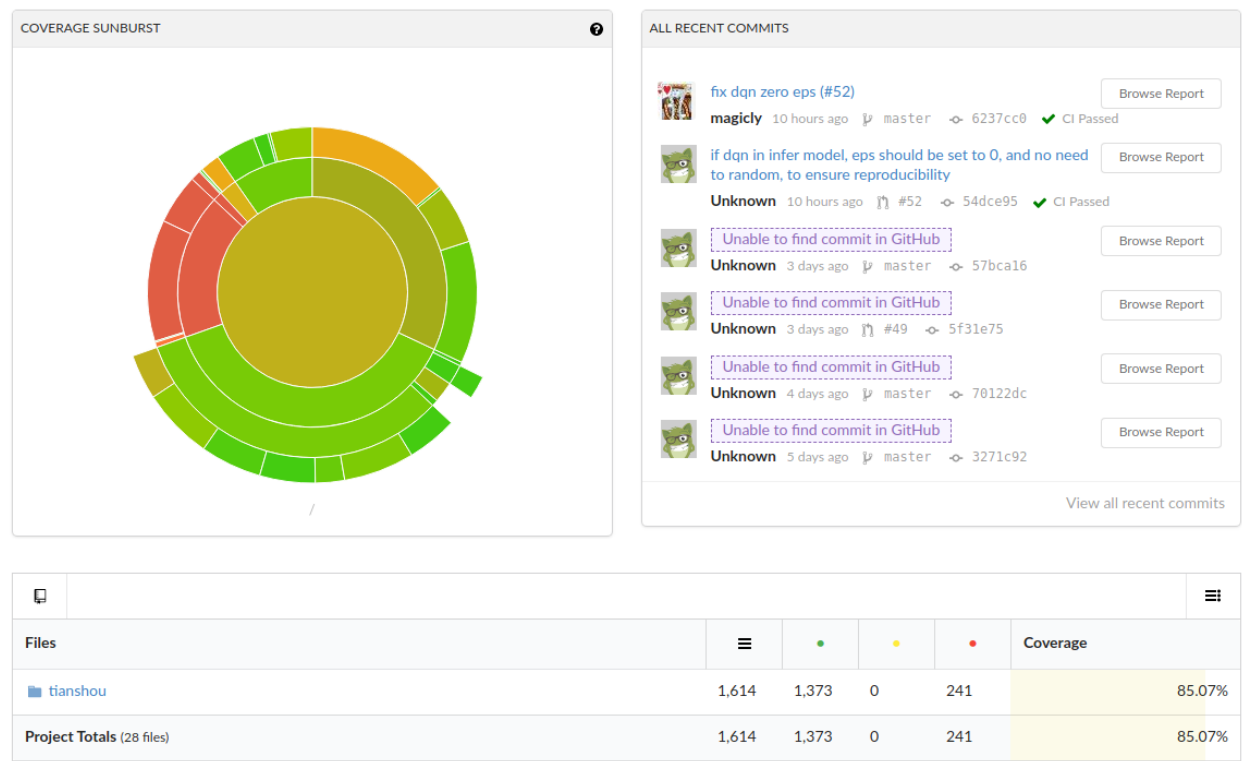 COVERAGE SUNBURST
/
ALL RECENT COMMITS
fix dqn zero eps (#52)
Browse Report
magicly 10 hours ago master 6237cc0 CI Passed
if dqn in infer model, eps should be set to 0, and no need
to random, to ensure reproducibility
Browse Report
Unknown 10 hours ago #52 54dce95 CI Passed
Unable to find commit in GitHub
Browse Report
Unknown 3 days ago master 57bca16
Unable to find commit in GitHub
Browse Report
Unknown 3 days ago #49 5f31e75
Unable to find commit in GitHub
Browse Report
Unknown 4 days ago master 70122dc
Unable to find commit in GitHub
Browse Report
Unknown 5 days ago master 3271c92
View all recent commits
Files Coverage
tianshou 1,614 1,373 0 241 85.07%
Project Totals (28 files) 1,614 1,373 0 241 85.07%